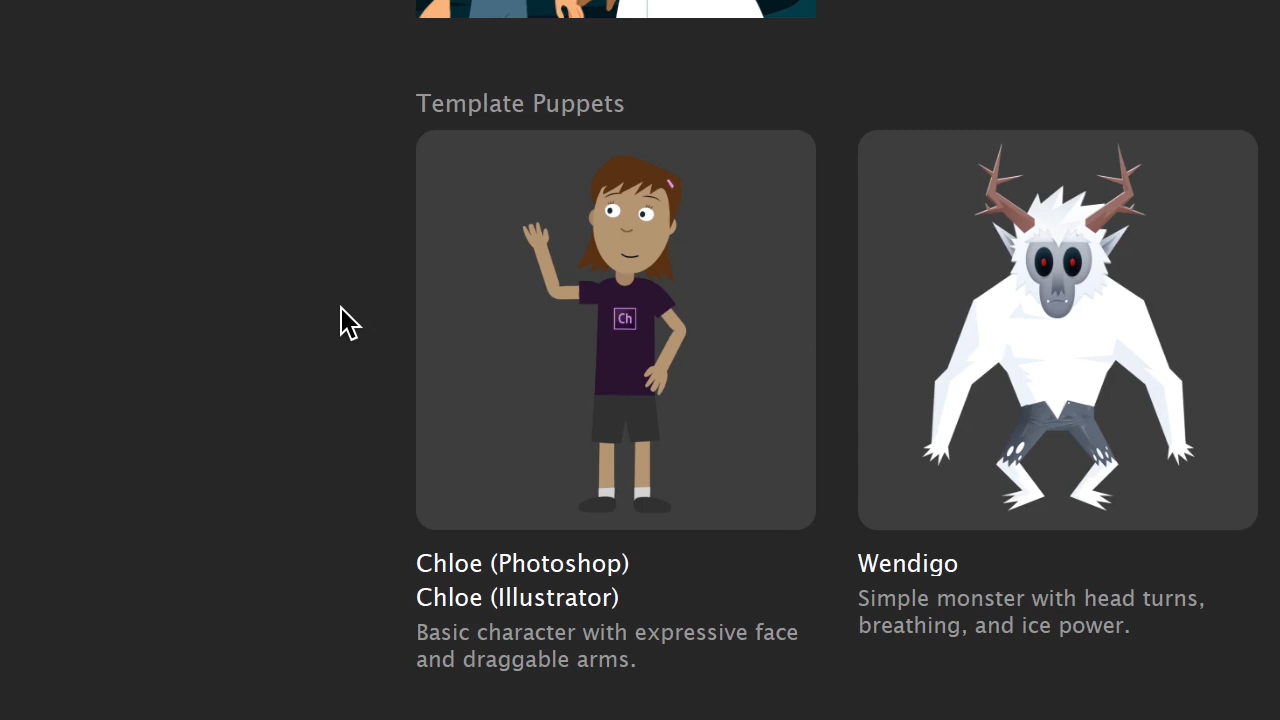 Template Puppets
Ch
Chloe (Photoshop)
Chloe (Illustrator)
Basic character with expressive face
and draggable arms.
Wendigo
Simple monster with head turns,
breathing, and ice power.